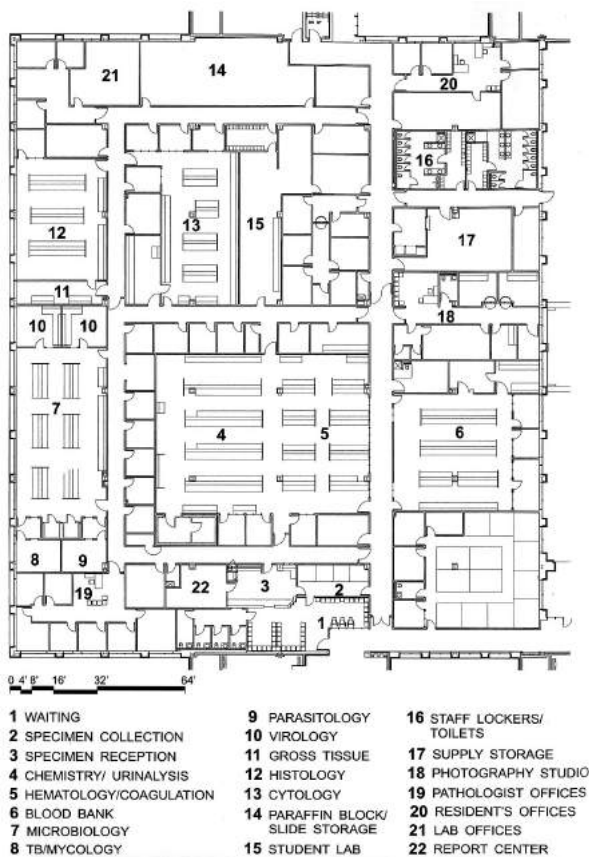 21
14
20
16
12
13
15
17
11
10
10
18
7
4
5
6
8
9
22
3
2
19
1
0 4' 8' 16' 32' 64'
1 WAITING
2 SPECIMEN COLLECTION
3 SPECIMEN RECEPTION
4 CHEMISTRY/ URINALYSIS
5 HEMATOLOGY/COAGULATION
6 BLOOD BANK
7 MICROBIOLOGY
8 TB/MYCOLOGY
9 PARASITOLOGY
10 VIROLOGY
11 GROSS TISSUE
12 HISTOLOGY
13 CYTOLOGY
14 PARAFFIN BLOCK/
SLIDE STORAGE
15 STUDENT LAB
16 STAFF LOCKERS/
TOILETS
17 SUPPLY STORAGE
18 PHOTOGRAPHY STUDIO
19 PATHOLOGIST OFFICES
20 RESIDENT'S OFFICES
21 LAB OFFICES
22 REPORT CENTER